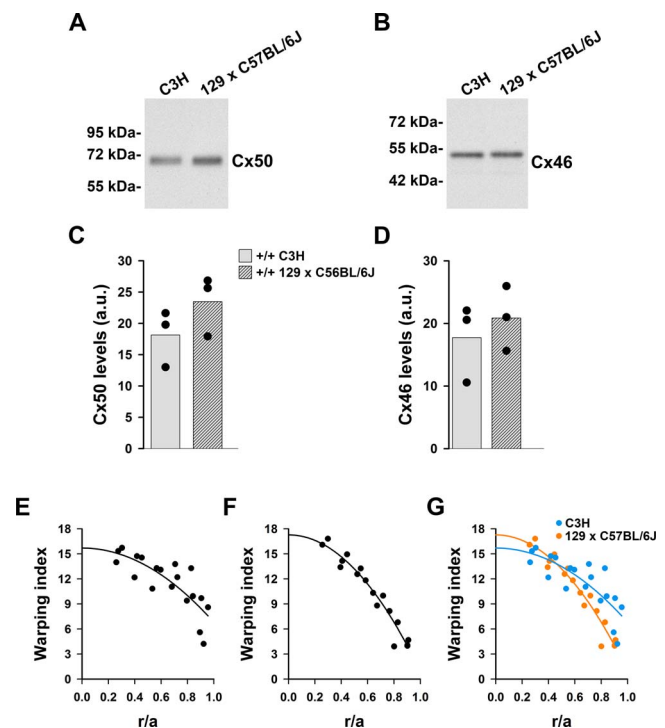 A
B
C3H
129 x C57BL/6J
C3H
129 x C57BL/6J
95 kDa-
72 kDa-
55 kDa-
Cx50
72 kDa-
55 kDa-
42 kDa-
Cx46
C
D
+/+ C3H
+/+ 129 x C56BL/6J
Cx50 levels (a.u.)
30
25
20
15
10
5
0
Cx46 levels (a.u.)
30
20
10
0
E
F
G
C3H
129 x C57BL/6J
Warping index
18
15
12
9
6
3
0
0.0 0.2 0.4 0.6 0.8 1.0
r/a
Warping index
18
15
12
9
6
3
0
0.0 0.2 0.4 0.6 0.8 1.0
r/a
Warping index
18
15
12
9
6
3
0
0.0 0.2 0.4 0.6 0.8 1.0
r/a